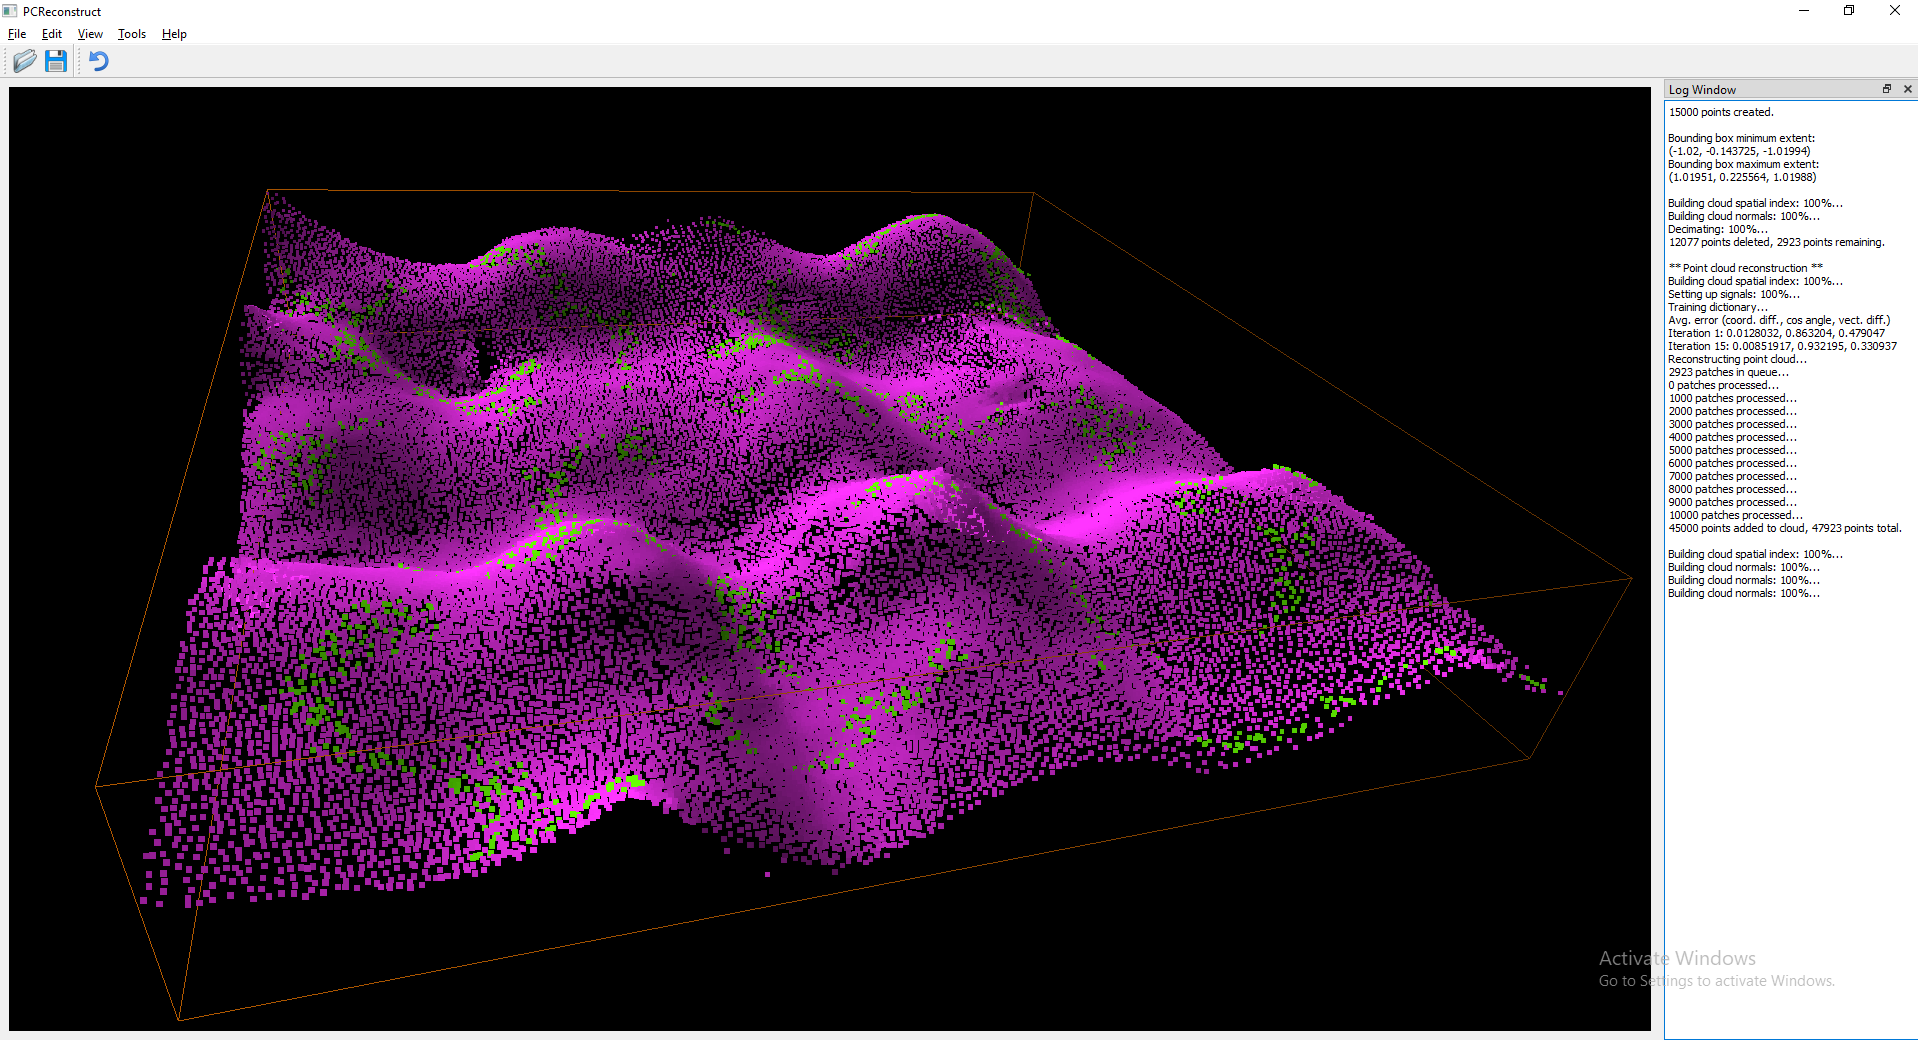 PCReconstruct
File Edit View Tools Help
Log Window
15000 points created.
Bounding box minimum extent:
(-1.02, -0.143725, -1.01994)
Bounding box maximum extent:
(1.01951, 0.225564, 1.01988)
Building cloud spatial index: 100%...
Building cloud normals: 100%...
Decimating: 100%...
12077 points deleted, 2923 points remaining.
** Point cloud reconstruction **
Building cloud spatial index: 100%...
Setting up signals: 100%...
Training dictionary...
Avg. error (coord. diff., cos angle, vect. diff.)
Iteration 1: 0.0128032, 0.863204, 0.479047
Iteration 15: 0.00851917, 0.932195, 0.330937
Reconstructing point cloud...
2923 patches in queue...
0 patches processed...
1000 patches processed...
2000 patches processed...
3000 patches processed...
4000 patches processed...
5000 patches processed...
6000 patches processed...
7000 patches processed...
8000 patches processed...
9000 patches processed...
10000 patches processed...
45000 points added to cloud, 47923 points total.
Building cloud spatial index: 100%...
Building cloud normals: 100%...
Building cloud normals: 100%...
Building cloud normals: 100%...
Activate Windows
Go to Settings to activate Windows.